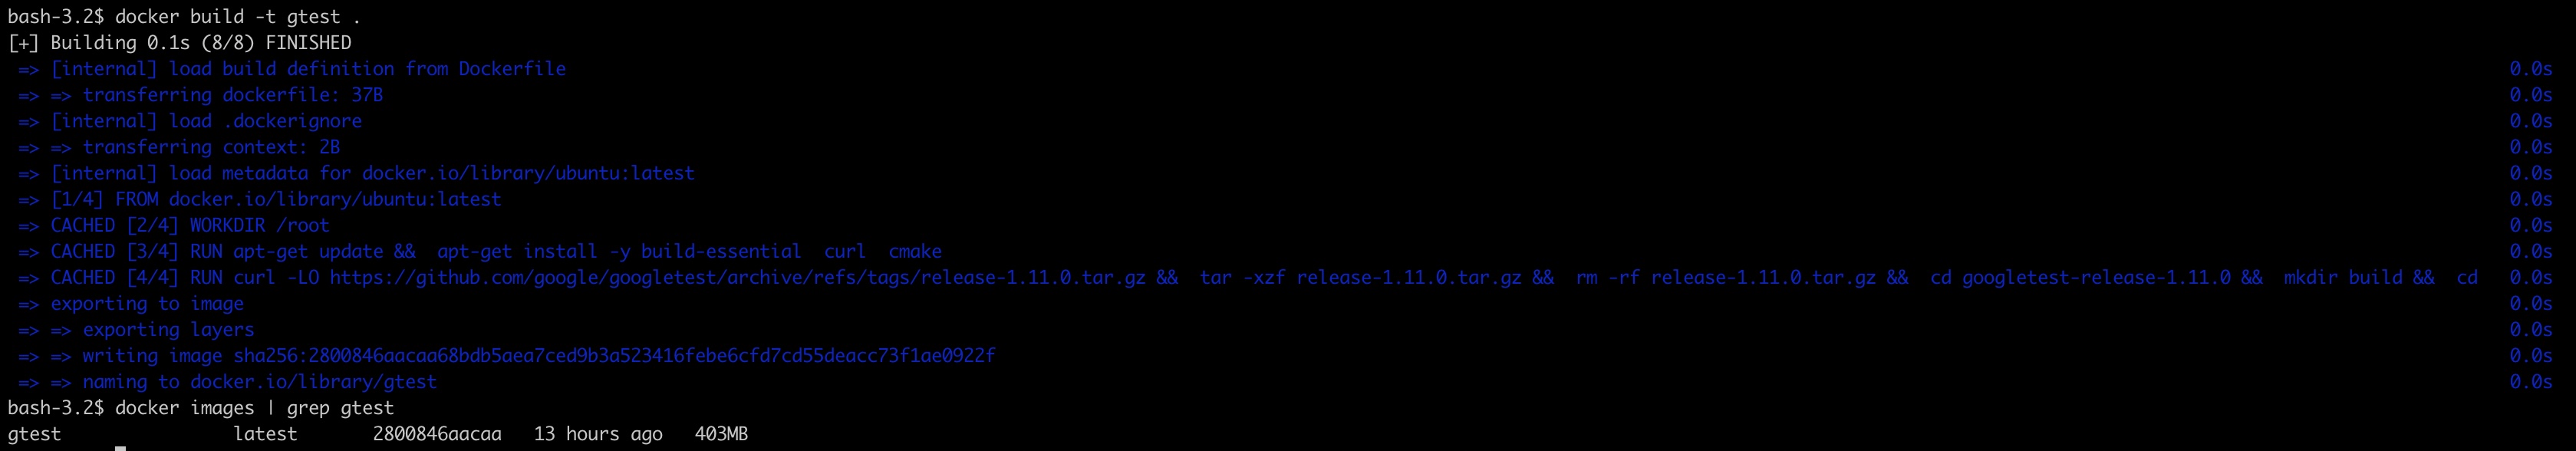 bash-3.2$ docker build -t gtest .
[+] Building 0.1s (8/8) FINISHED
=> [internal] load build definition from Dockerfile 0.0s
=> => transferring dockerfile: 37B 0.0s
=> [internal] load .dockerignore 0.0s
=> => transferring context: 2B 0.0s
=> [internal] load metadata for docker.io/library/ubuntu:latest 0.0s
=> [1/4] FROM docker.io/library/ubuntu:latest 0.0s
=> CACHED [2/4] WORKDIR /root 0.0s
=> CACHED [3/4] RUN apt-get update &&  apt-get install -y build-essential  curl  cmake 0.0s
=> CACHED [4/4] RUN curl -LO https://github.com/google/googletest/archive/refs/tags/release-1.11.0.tar.gz &&  tar -xzf release-1.11.0.tar.gz &&  rm -rf release-1.11.0.tar.gz &&  cd googletest-release-1.11.0 &&  mkdir build &&  cd 0.0s
=> exporting to image 0.0s
=> => exporting layers 0.0s
=> => writing image sha256:2800846aacaa68bdb5aea7ced9b3a523416febe6cfd7cd55deacc73f1ae0922f 0.0s
=> => naming to docker.io/library/gtest 0.0s
bash-3.2$ docker images | grep gtest
gtest latest 2800846aacaa 13 hours ago 403MB